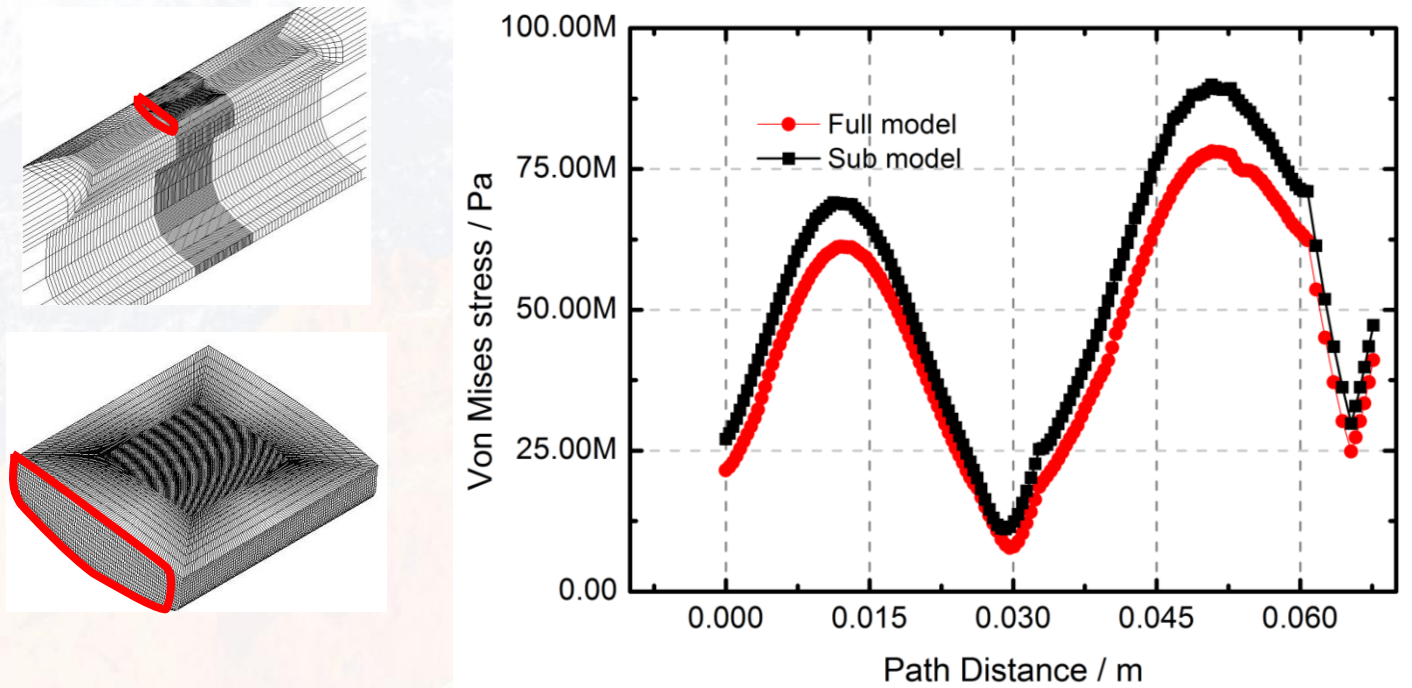 100.00M
75.00M
50.00M
25.00M
0.00
Von Mises stress / Pa
Full model
Sub model
0.000 0.015 0.030 0.045 0.060
Path Distance / m